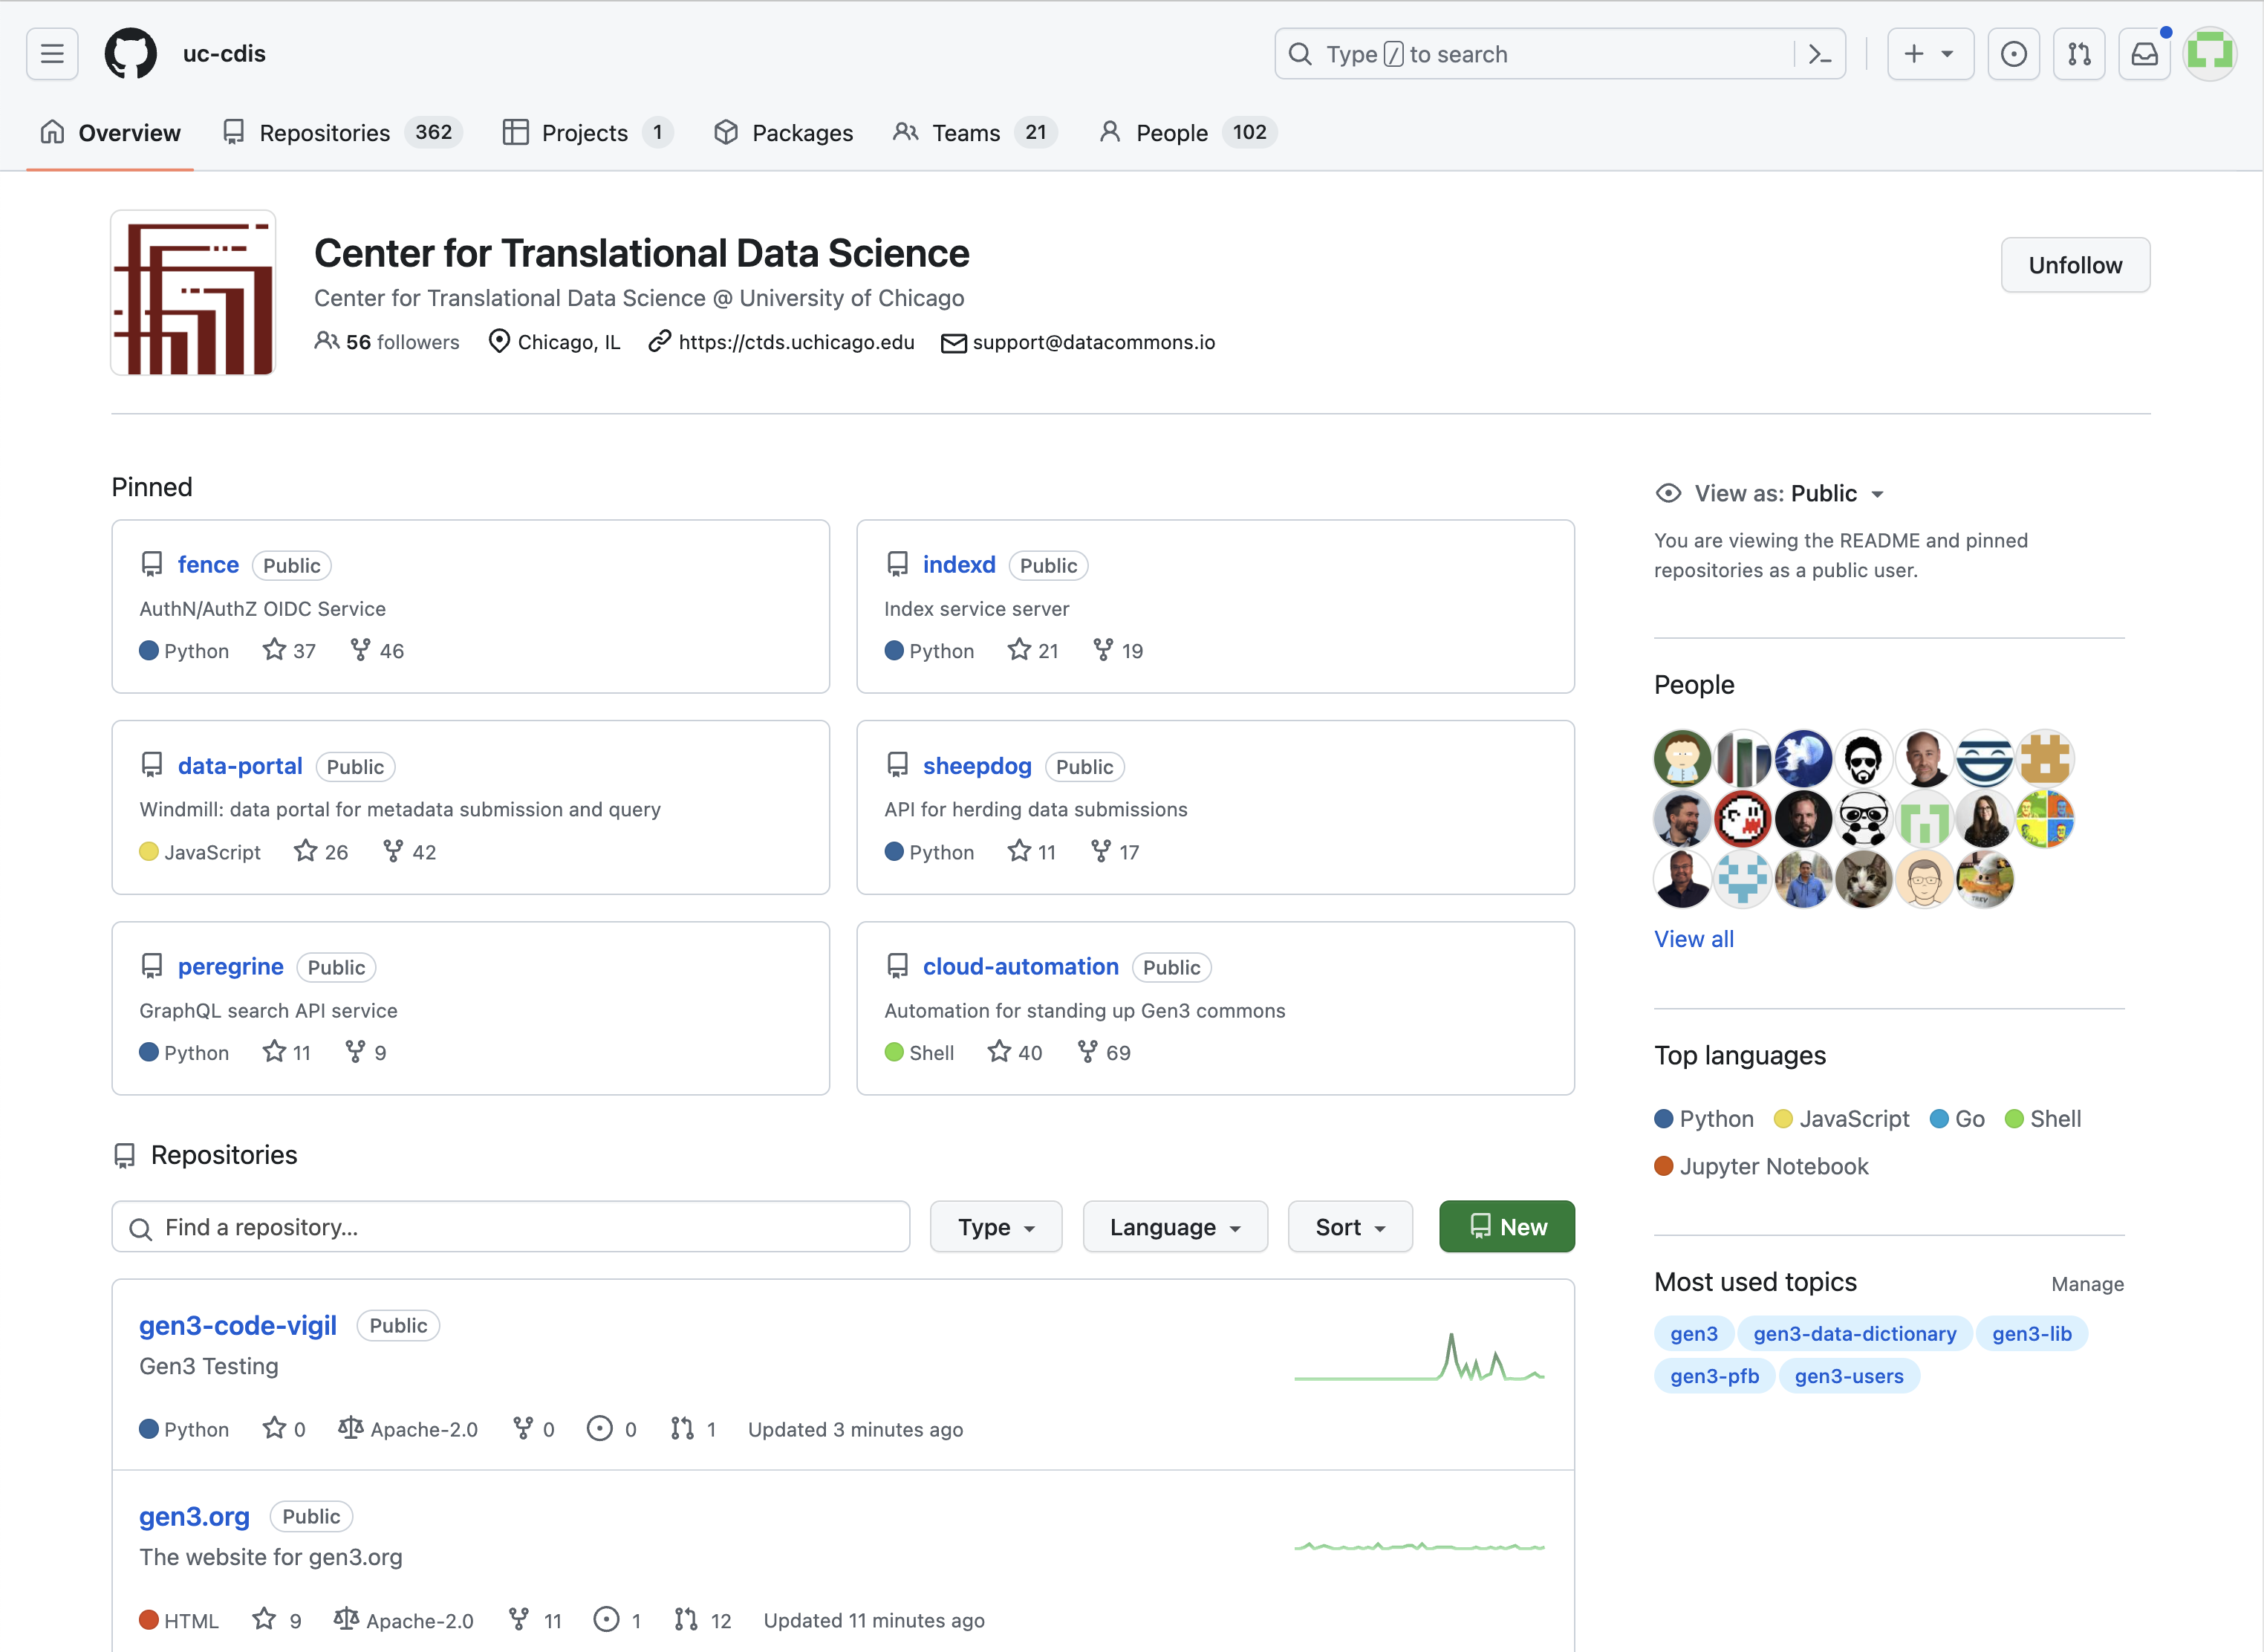 uc-cdis
Type / to search
Overview Repositories 362 Projects 1 Packages Teams 21 People 102
Center for Translational Data Science
Unfollow
Center for Translational Data Science @ University of Chicago
56 followers Chicago, IL https://ctds.uchicago.edu support@datacommons.io
Pinned
fence Public
AuthN/AuthZ OIDC Service
Python 37 46
indexd Public
Index service server
Python 21 19
data-portal Public
Windmill: data portal for metadata submission and query
JavaScript 26 42
sheepdog Public
API for herding data submissions
Python 11 17
peregrine Public
GraphQL search API service
Python 11 9
cloud-automation Public
Automation for standing up Gen3 commons
Shell 40 69
Repositories
Find a repository...
Type Language Sort New
gen3-code-vigil Public
Gen3 Testing
Python 0 Apache-2.0 0 0 1 Updated 3 minutes ago
gen3.org Public
The website for gen3.org
HTML 9 Apache-2.0 11 1 12 Updated 11 minutes ago
View as: Public
You are viewing the README and pinned
repositories as a public user.
People
View all
Top languages
Python JavaScript Go Shell
Jupyter Notebook
Most used topics Manage
gen3 gen3-data-dictionary gen3-lib
gen3-pfb gen3-users